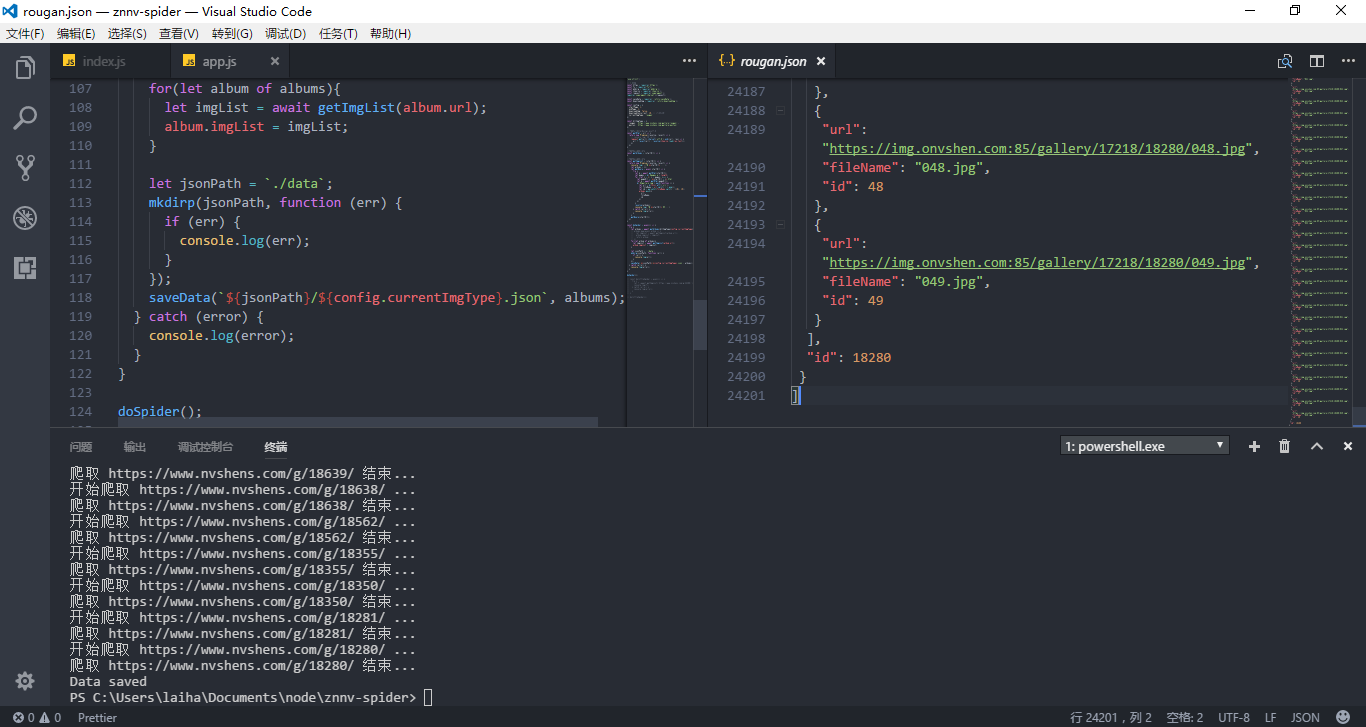 rougan.json — znnv-spider — Visual Studio Code
文件(F) 编辑(E) 选择(S) 查看(V) 转到(G) 调试(D) 任务(T) 帮助(H)
JS index.js JS app.js × ···
107 for(let album of albums){
108 let imgList = await getImgList(album.url);
109 album.imgList = imgList;
110 }
111
112 let jsonPath = `./data`;
113 mkdirp(jsonPath, function (err) {
114 if (err) {
115 console.log(err);
116 }
117 });
118 saveData(`${jsonPath}/${config.currentImgType}.json`, albums);
119 } catch (error) {
120 console.log(error);
121 }
122 }
123
124 doSpider();
{··} rougan.json × ···
24187 },
24188 {
24189 "url":
"https://img.onvshen.com:85/gallery/17218/18280/048.jpg",
24190 "fileName": "048.jpg",
24191 "id": 48
24192 },
24193 {
24194 "url":
"https://img.onvshen.com:85/gallery/17218/18280/049.jpg",
24195 "fileName": "049.jpg",
24196 "id": 49
24197 }
24198 ],
24199 "id": 18280
24200 }
24201 ]
问题 输出 调试控制台 终端 1: powershell.exe
爬取 https://www.nvshens.com/g/18639/ 结束...
开始爬取 https://www.nvshens.com/g/18638/ ...
爬取 https://www.nvshens.com/g/18638/ 结束...
开始爬取 https://www.nvshens.com/g/18562/ ...
爬取 https://www.nvshens.com/g/18562/ 结束...
开始爬取 https://www.nvshens.com/g/18355/ ...
爬取 https://www.nvshens.com/g/18355/ 结束...
开始爬取 https://www.nvshens.com/g/18350/ ...
爬取 https://www.nvshens.com/g/18350/ 结束...
开始爬取 https://www.nvshens.com/g/18281/ ...
爬取 https://www.nvshens.com/g/18281/ 结束...
开始爬取 https://www.nvshens.com/g/18280/ ...
爬取 https://www.nvshens.com/g/18280/ 结束...
Data saved
PS C:\Users\laiha\Documents\node\znnv-spider>
0 0 Prettier 行 24201，列 2 空格: 2 UTF-8 LF JSON